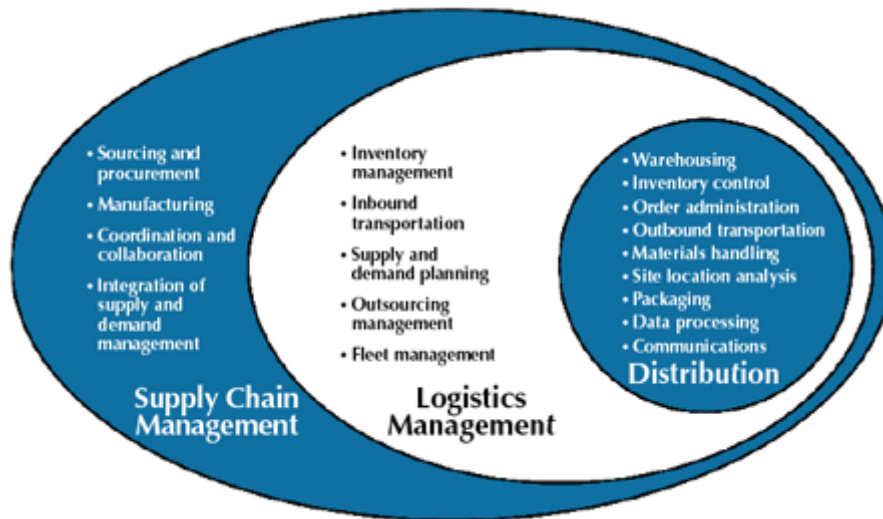 • Sourcing and
procurement
• Manufacturing
• Coordination and
collaboration
• Integration of
supply and
demand
management
Supply Chain
Management
• Inventory
management
• Inbound
transportation
• Supply and
demand planning
• Outsourcing
management
• Fleet management
Logistics
Management
• Warehousing
• Inventory control
• Order administration
• Outbound transportation
• Materials handling
• Site location analysis
• Packaging
• Data processing
• Communications
Distribution